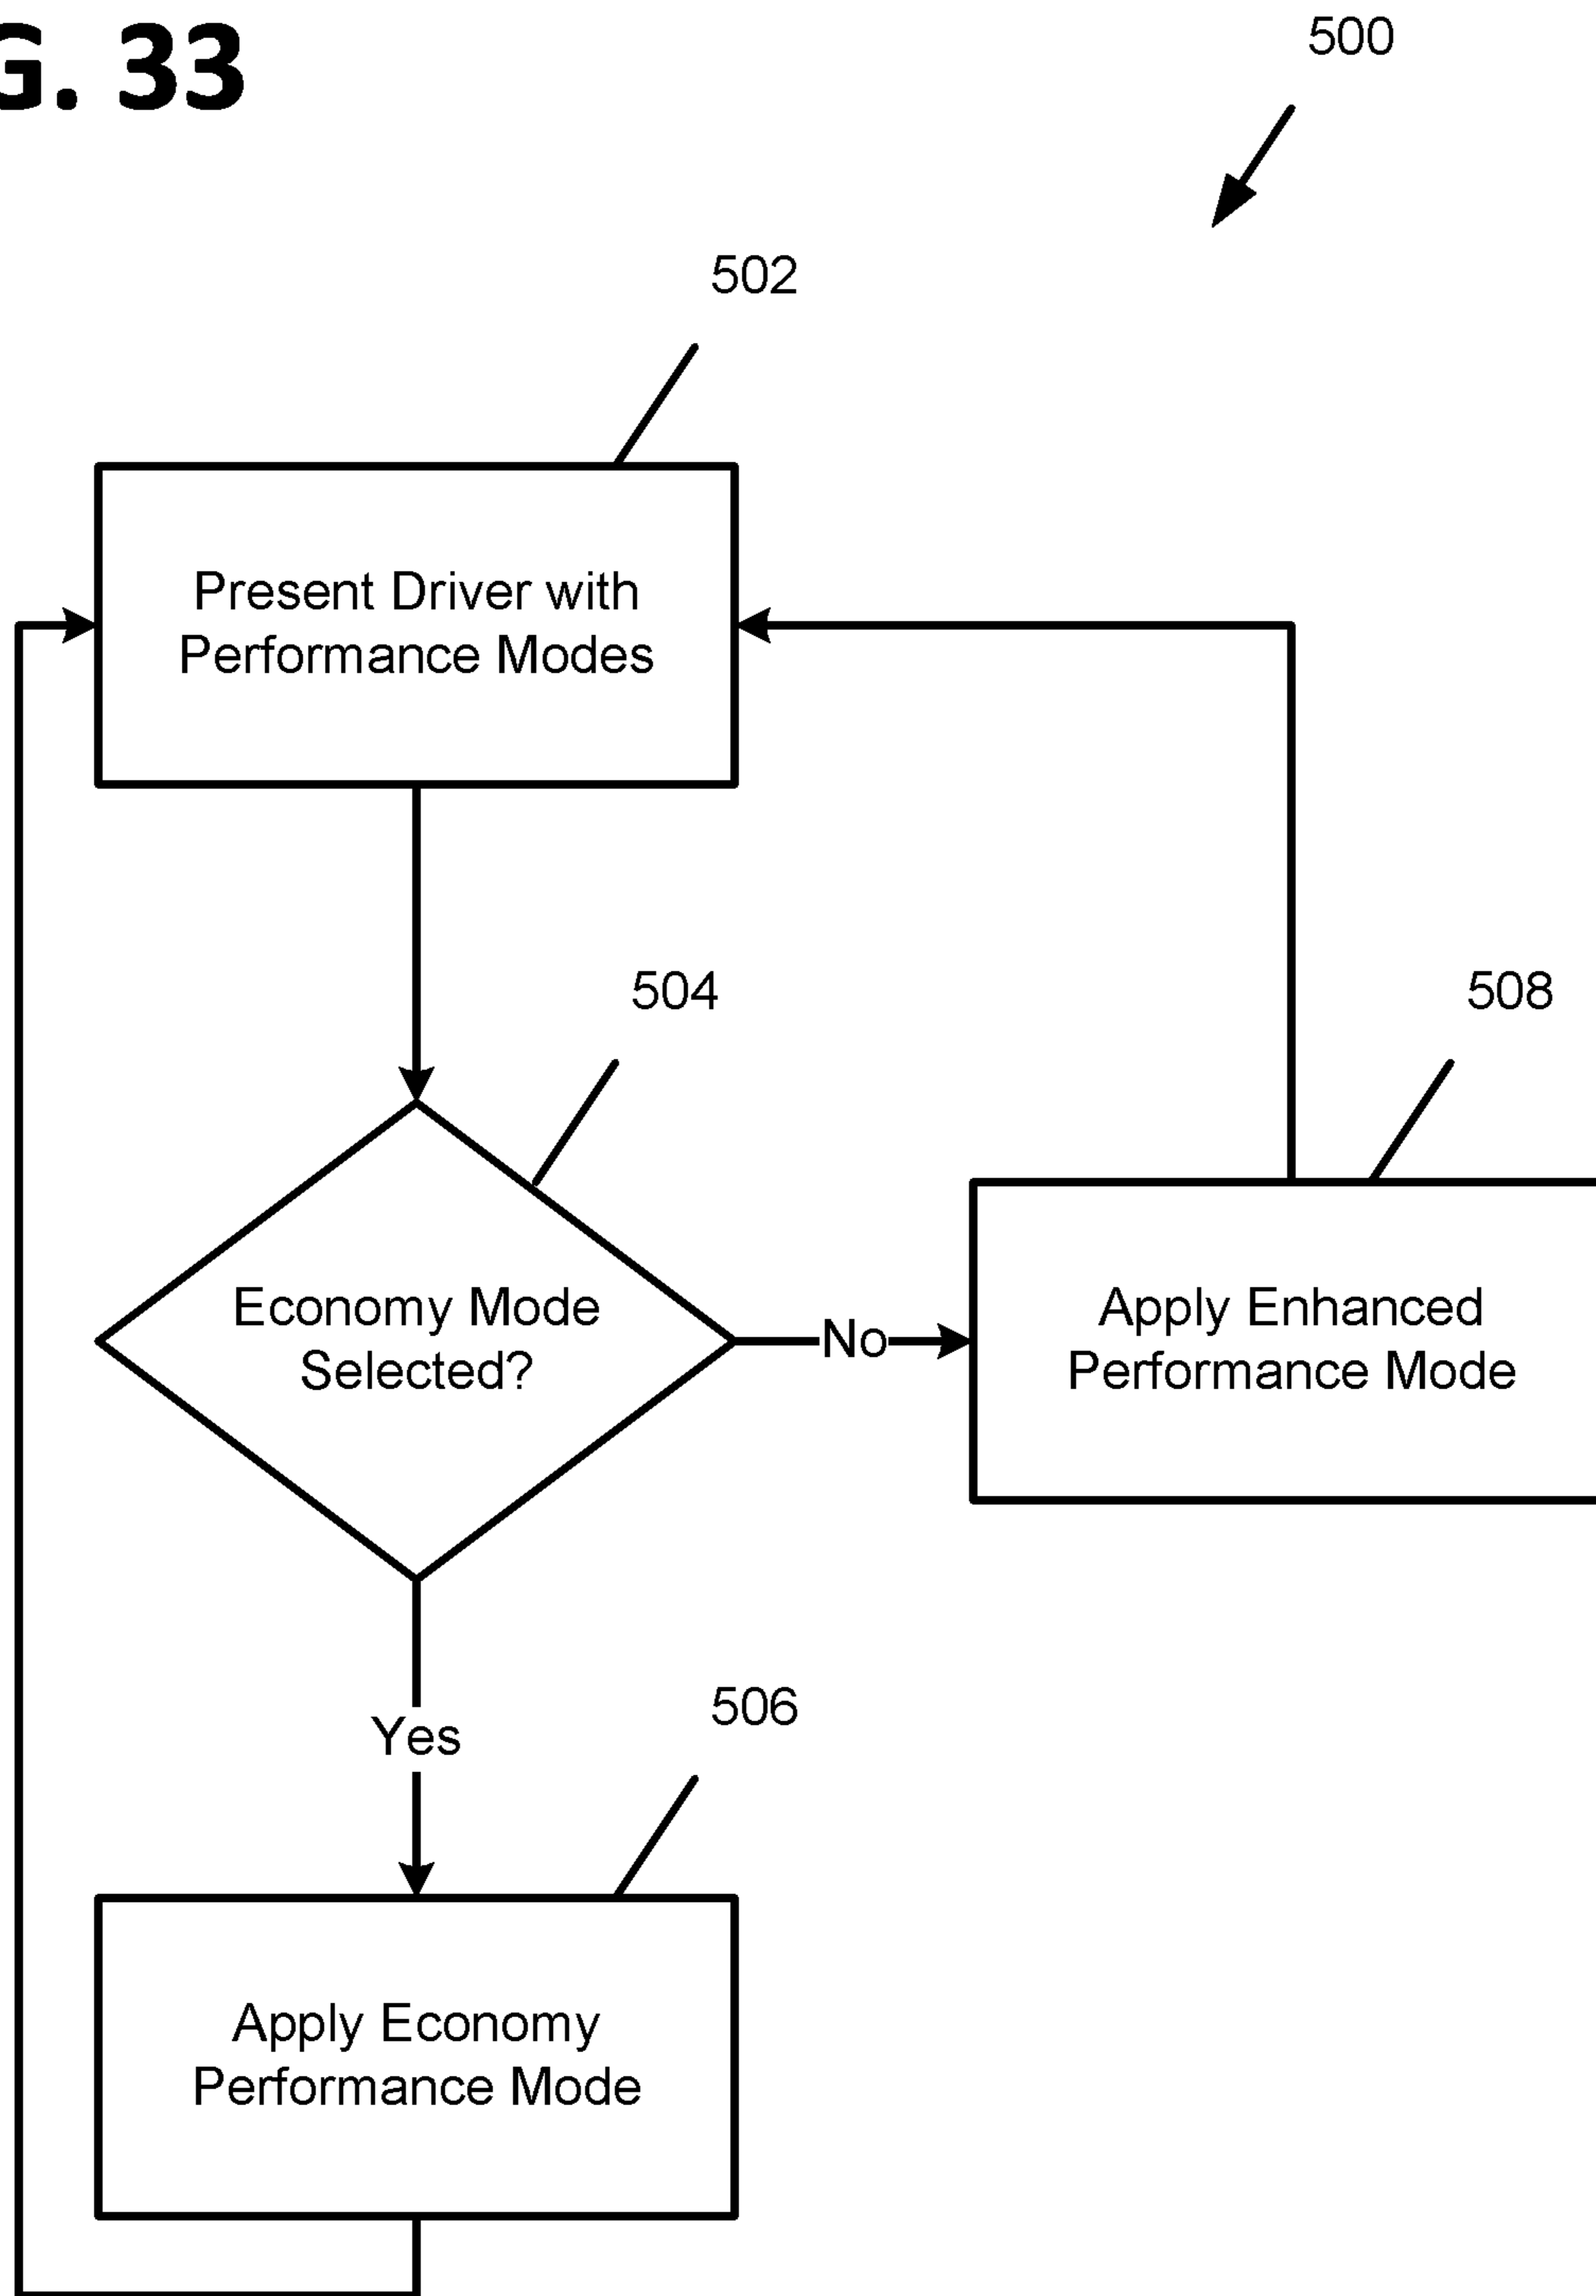 G. 33
500
502
Present Driver with
Performance Modes
504
508
Economy Mode
Selected?
No
Apply Enhanced
Performance Mode
Yes
506
Apply Economy
Performance Mode